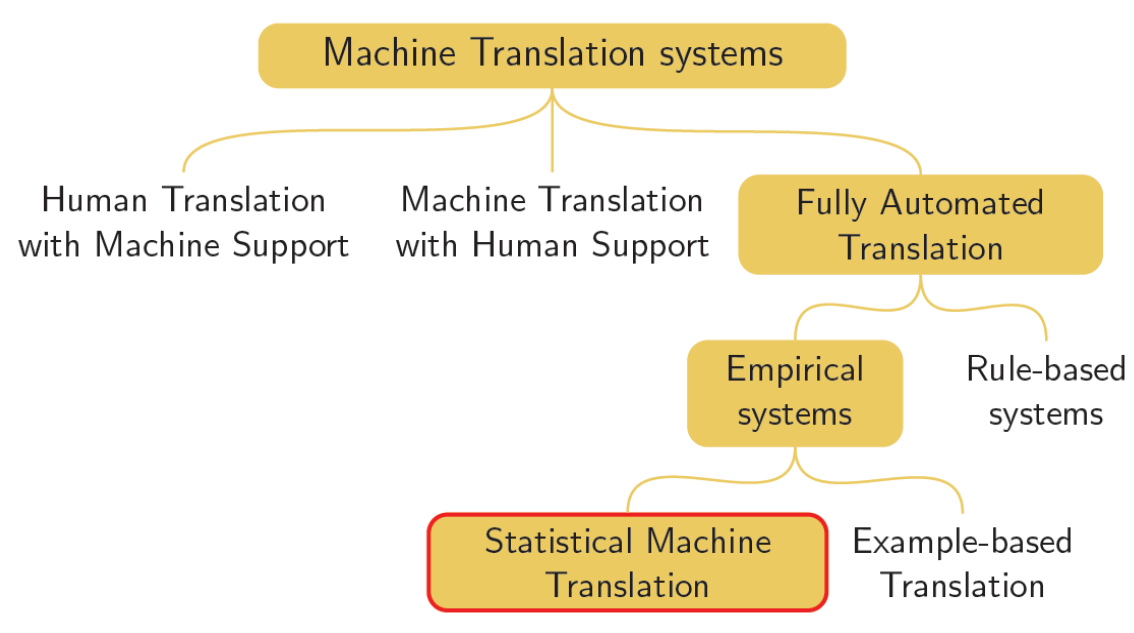 Machine Translation systems
Human Translation
with Machine Support
Machine Translation
with Human Support
Fully Automated
Translation
Empirical
systems
Rule-based
systems
Statistical Machine
Translation
Example-based
Translation